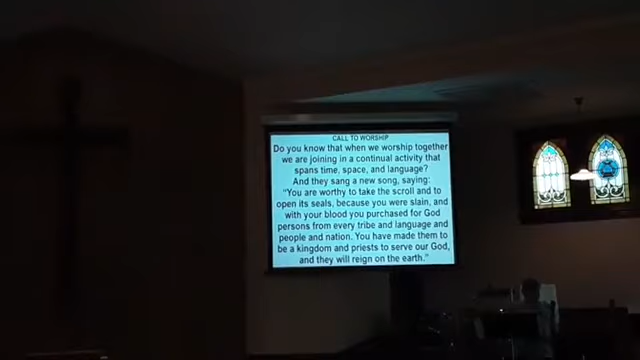 CALL TO WORSHIP
Do you know that when we worship together
we are joining in a continual activity that
spans time, space, and language?
And they sang a new song, saying:
"You are worthy to take the scroll and to
open its seals, because you were slain, and
with your blood you purchased for God
persons from every tribe and language and
people and nation. You have made them to
be a kingdom and priests to serve our God,
and they will reign on the earth."